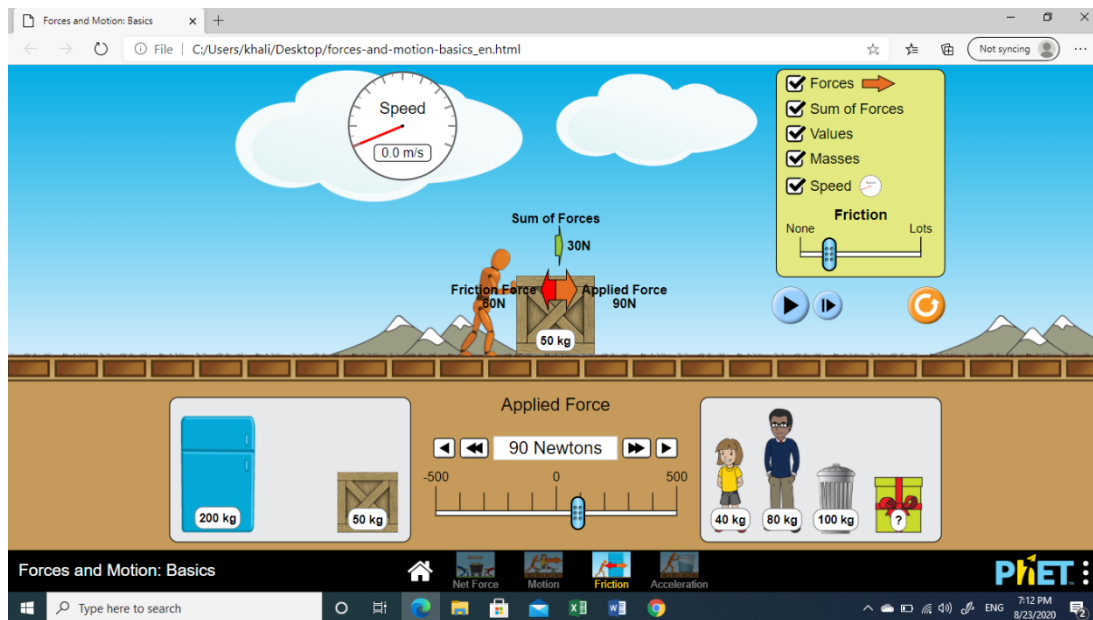 Forces and Motion: Basics
File | C:/Users/khali/Desktop/forces-and-motion-basics_en.html
Not syncing
Speed
0.0 m/s
Forces
Sum of Forces
Values
Masses
Speed
Friction
None Lots
Sum of Forces
30N
Friction Force
60N
Applied Force
90N
50 kg
Applied Force
90 Newtons
-500 0 500
200 kg
50 kg
40 kg
80 kg
100 kg
?
Forces and Motion: Basics
Net Force
Motion
Friction
Acceleration
PhET
Type here to search
ENG
7:12 PM
8/23/2020
2